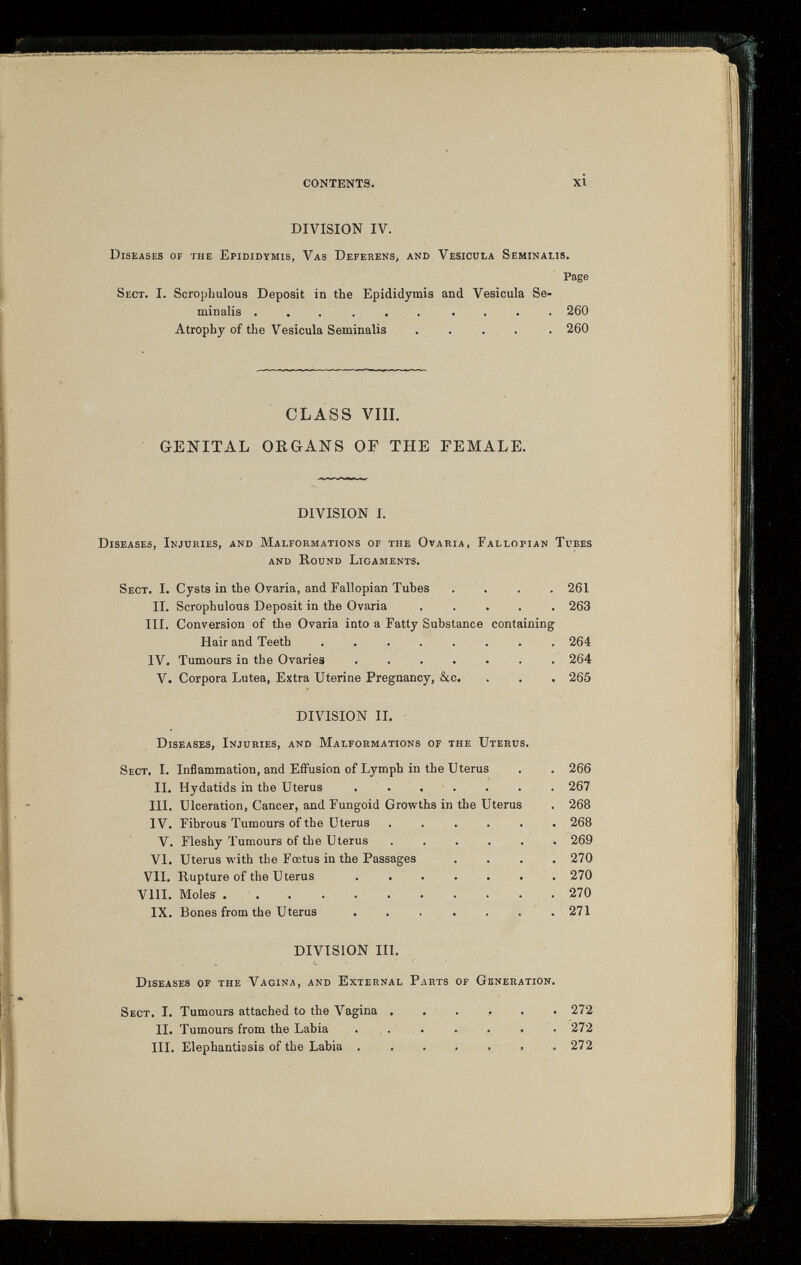 CONTENTS. xi
DIVISION IV.
Diseases of the Epididymis, Vas Deferens, and Vesicula Seminalis.
Page
Sect. I. Scrophulous Deposit in the Epididymis and Vesicula Se-
minalis . . . . . . . . . . 260
Atrophy of the Vesicula Seminalis . . . . . 260
CLASS VIII.
GENITAL ORGANS OF THE FEMALE.
DIVISION I.
Diseases, Injuries, and Malformations of the Ovaria, Fallopian Tubes
and Round Ligaments.
Sect. I. Cysts in the Ovaria, and Fallopian Tubes . . . . 261
II. Scrophulous Deposit in the Ovaria . . . . . 263
III. Conversion of the Ovaria into a Fatty Substance containing
Hair and Teeth . . . . . . . . 264
IV. Tumours in the Ovaries . . . . . . . 264
V. Corpora Lutea, Extra Uterine Pregnancy, &c. . . . 265
DIVISION II.
Diseases, Injuries, and Malformations of the Uterus.
Sect. I. Inflammation, and Effusion of Lymph in the Uterus . . 266
II. Hydatids in the Uterus . . . . . . . 267
III. Ulceration, Cancer, and Fungoid Growths in the Uterus . 268
IV. Fibrous Tumours of the Uterus . . . . . . 268
V. Fleshy Tumours of the Uterus . . . . . . 269
VI. Uterus with the Fœtus in the Passages . . . . 270
VII. Rupture of the Uterus . . . . . . . 270
VIII. Moles . . . . . . . . . . . 270
IX. Bones from the Uterus . . . . . . . 271
DIVISION III.
Diseases of the Vagina, and External Parts of Generation.
Sect. I. Tumours attached to the Vagina . . . . . . 272
II. Tumours from the Labia . . . . . . . 272
III. Elephantiasis of the Labia . . . . . . . 272